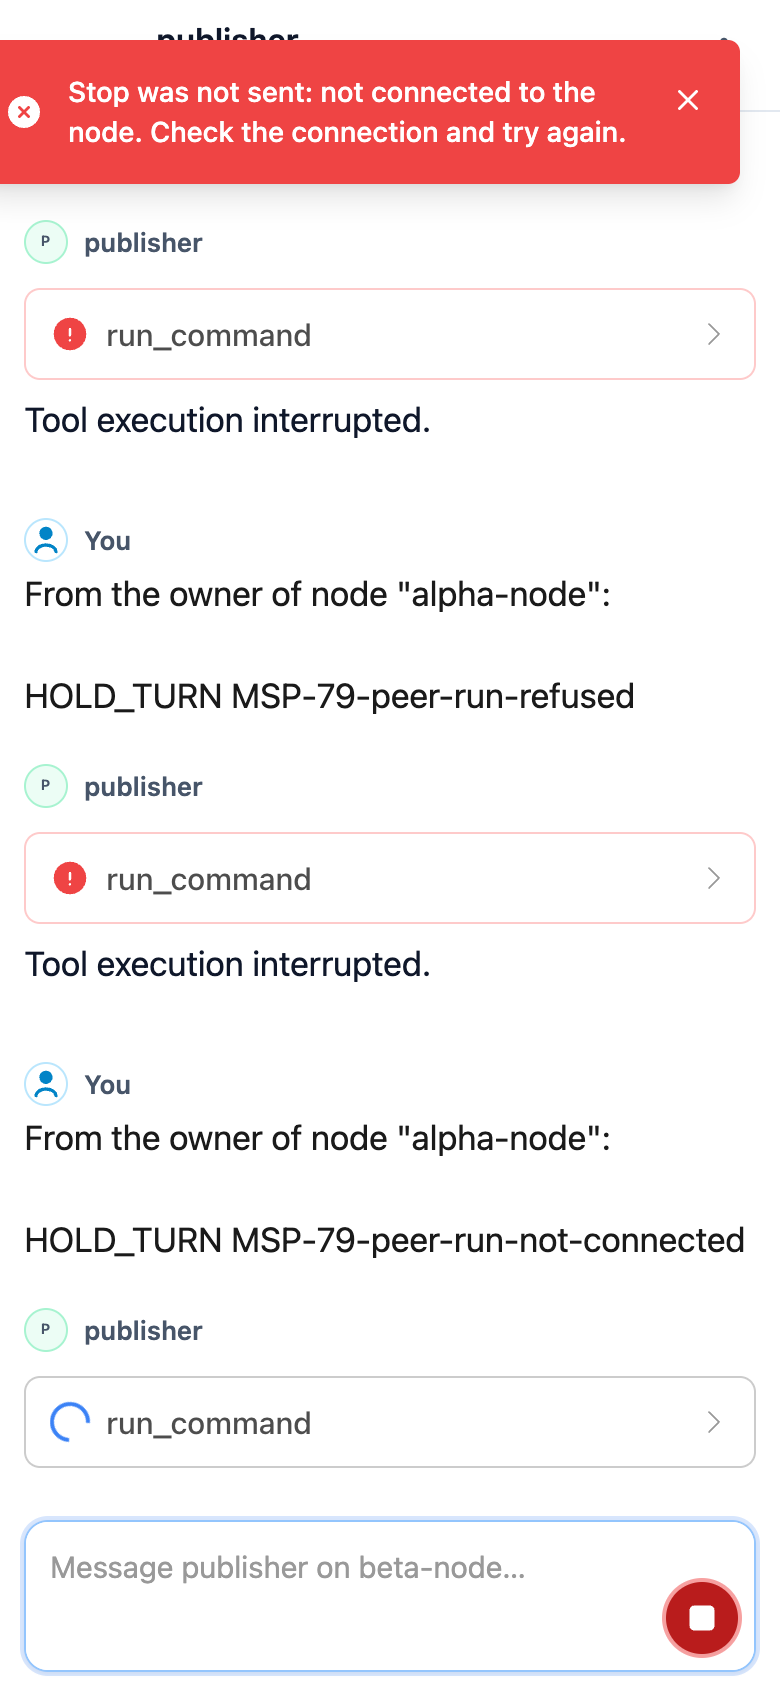 publisher
Stop was not sent: not connected to the
node. Check the connection and try again.
P publisher
run_command
Tool execution interrupted.
You
From the owner of node "alpha-node":
HOLD_TURN MSP-79-peer-run-refused
P publisher
run_command
Tool execution interrupted.
You
From the owner of node "alpha-node":
HOLD_TURN MSP-79-peer-run-not-connected
P publisher
run_command
Message publisher on beta-node...